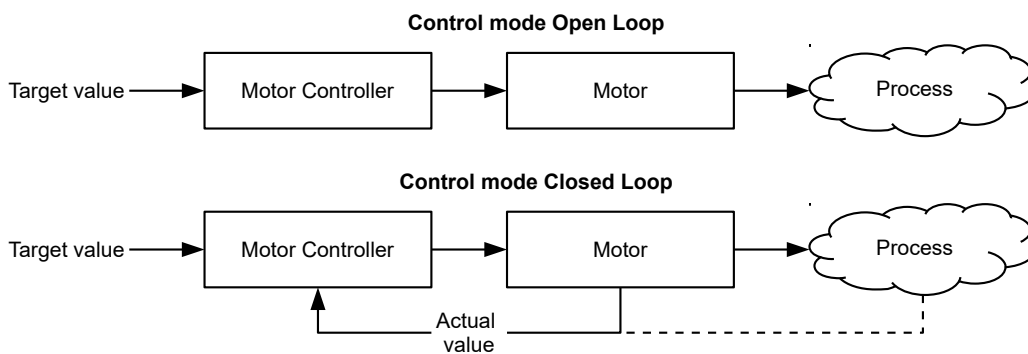 Control mode Open Loop
Target value
Motor Controller
Motor
Process
Control mode Closed Loop
Target value
Motor Controller
Motor
Process
Actual
value